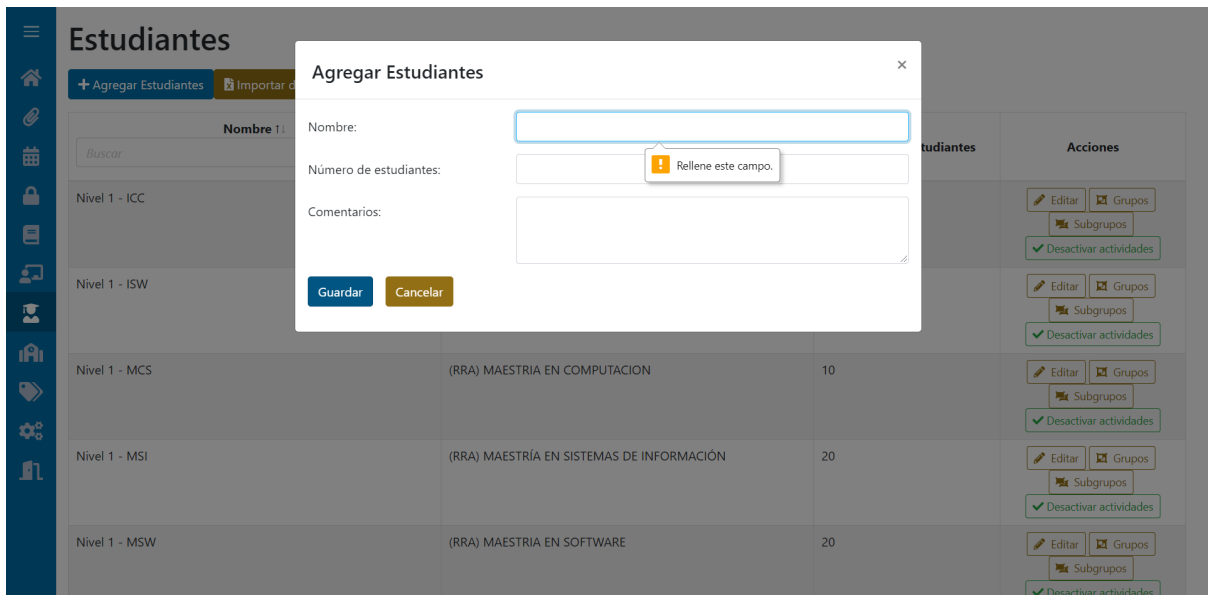 Estudiantes
+ Agregar Estudiantes
Importar d
Agregar Estudiantes
×
Nombre:
Rellene este campo.
Número de estudiantes:
Comentarios:
Guardar
Cancelar
Nombre ↑↓
tudiantes
Acciones
Buscar
Nivel 1 - ICC
Editar
Grupos
Subgrupos
Desactivar actividades
Nivel 1 - ISW
Editar
Grupos
Subgrupos
Desactivar actividades
Nivel 1 - MCS
(RRA) MAESTRIA EN COMPUTACION
10
Editar
Grupos
Subgrupos
Desactivar actividades
Nivel 1 - MSI
(RRA) MAESTRÍA EN SISTEMAS DE INFORMACIÓN
20
Editar
Grupos
Subgrupos
Desactivar actividades
Nivel 1 - MSW
(RRA) MAESTRIA EN SOFTWARE
20
Editar
Grupos
Subgrupos
Desactivar actividades